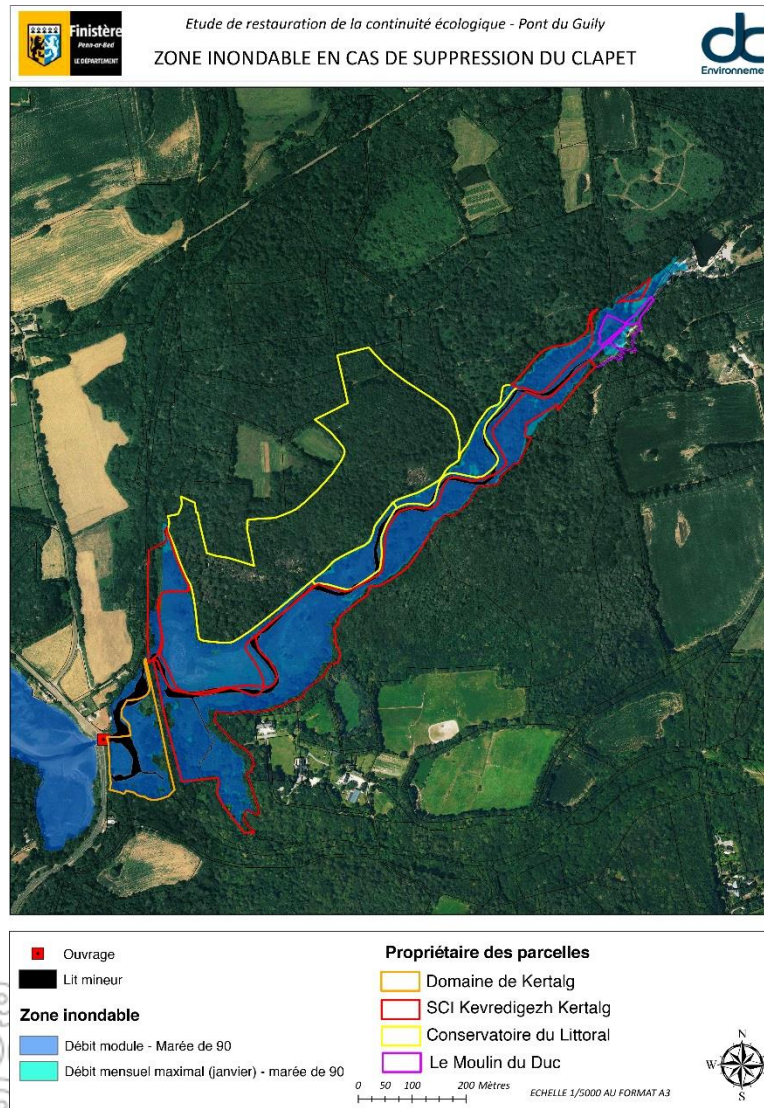 Finistère
Penn-ar-Bed
LE DÉPARTEMENT
Etude de restauration de la continuité écologique - Pont du Guily
ZONE INONDABLE EN CAS DE SUPPRESSION DU CLAPET
Environneme
Ouvrage
Lit mineur
Zone inondable
Débit module - Marée de 90
Débit mensuel maximal (janvier) - marée de 90
Propriétaire des parcelles
Domaine de Kertalg
SCI Kevredigezh Kertalg
Conservatoire du Littoral
Le Moulin du Duc
0 50 100 200 Mètres
ECHELLE 1/5000 AU FORMAT A3
N
W E
S